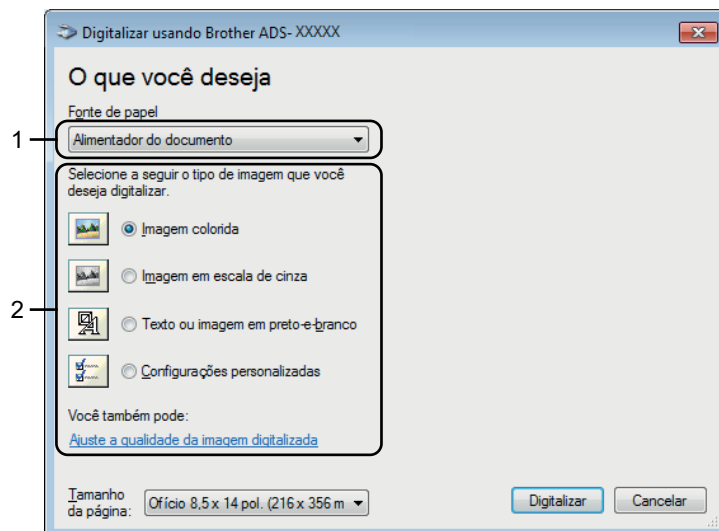 Digitalizar usando Brother ADS- XXXXX
O que você deseja
Fonte de papel
1
Alimentador do documento
Selecione a seguir o tipo de imagem que você
deseja digitalizar.
Imagem colorida
Imagem em escala de cinza
2
Texto ou imagem em preto-e-branco
Configurações personalizadas
Você também pode:
Ajuste a qualidade da imagem digitalizada
Tamanho
da página:
Ofício 8,5 x 14 pol. (216 x 356 m
Digitalizar
Cancelar